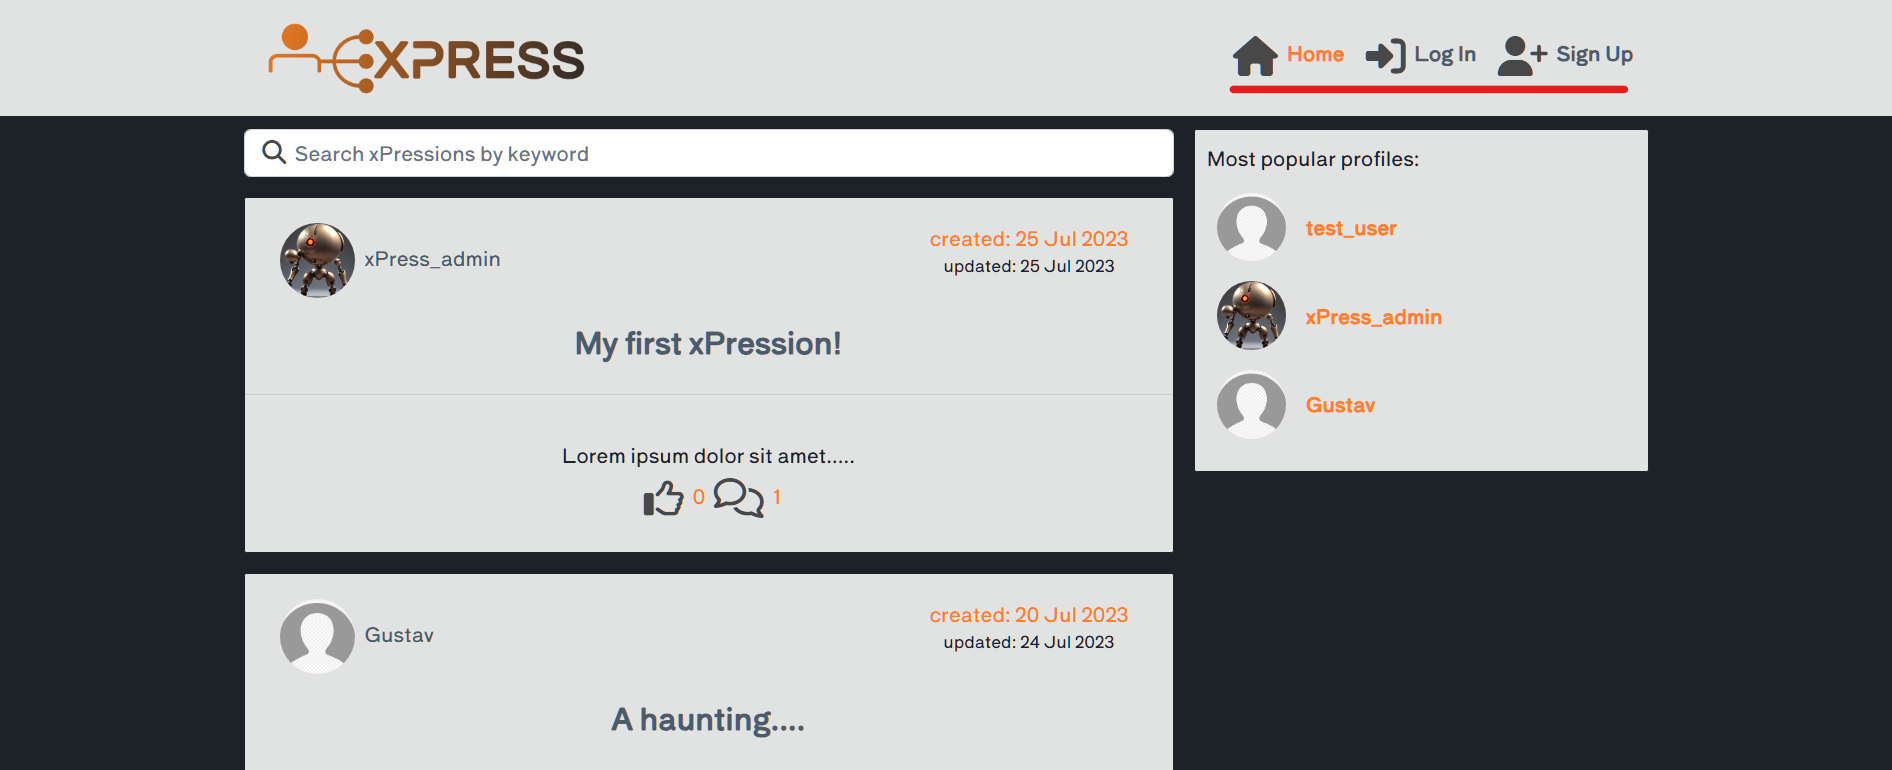 XPRESS
Home Log In Sign Up
Search xPressions by keyword
xPress_admin
created: 25 Jul 2023
updated: 25 Jul 2023
My first xPression!
Lorem ipsum dolor sit amet.....
0 1
Gustav
created: 20 Jul 2023
updated: 24 Jul 2023
A haunting....
Most popular profiles:
test_user
xPress_admin
Gustav